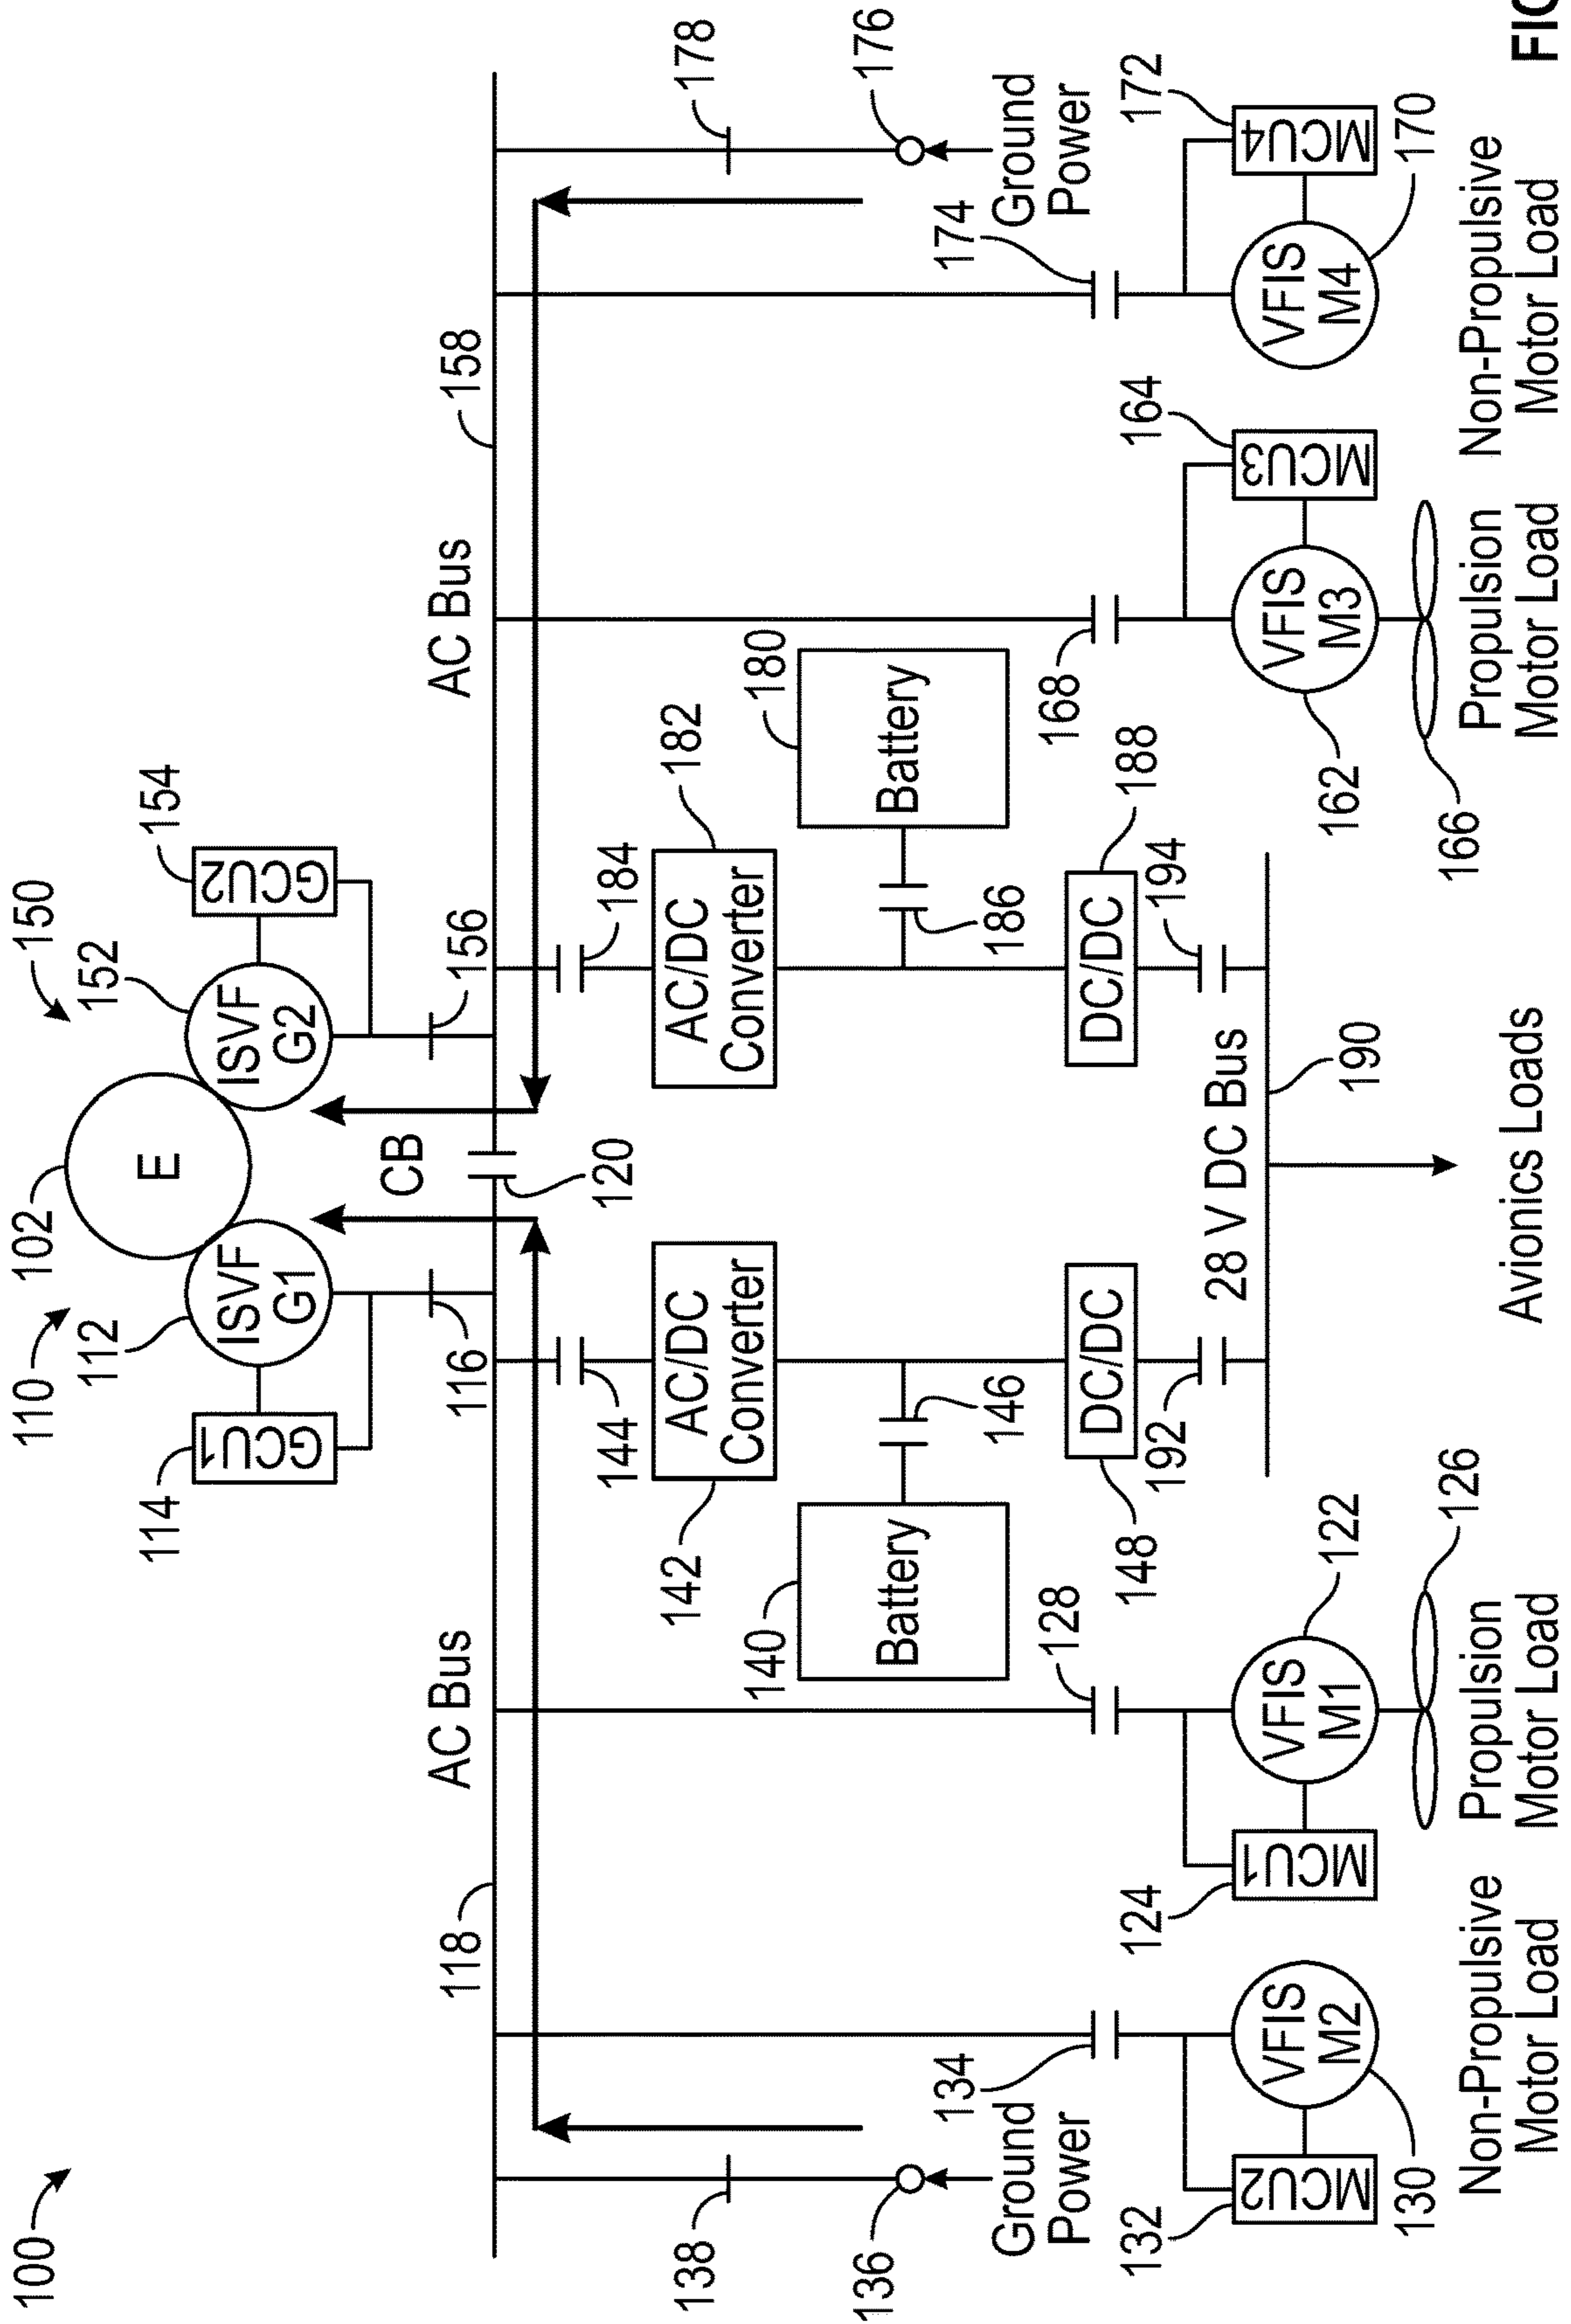 100
110
102
150
112
152
114
GCU1
ISVF
G1
E
ISVF
G2
GCU2
154
116
CB
156
118
AC Bus
120
AC Bus
158
138
144
184
178
142
AC/DC
Converter
AC/DC
Converter
182
136
140
Battery
146
186
Battery
180
176
Ground
Power
Ground
Power
134
128
168
174
148
DC/DC
DC/DC
188
192
194
28 V DC Bus
190
132
MCU2
VFIS
M2
130
124
MCU1
VFIS
M1
122
126
162
VFIS
M3
MCU3
164
166
VFIS
M4
MCU4
172
170
Non-Propulsive
Motor Load
Propulsion
Motor Load
Avionics Loads
Propulsion
Motor Load
Non-Propulsive
Motor Load